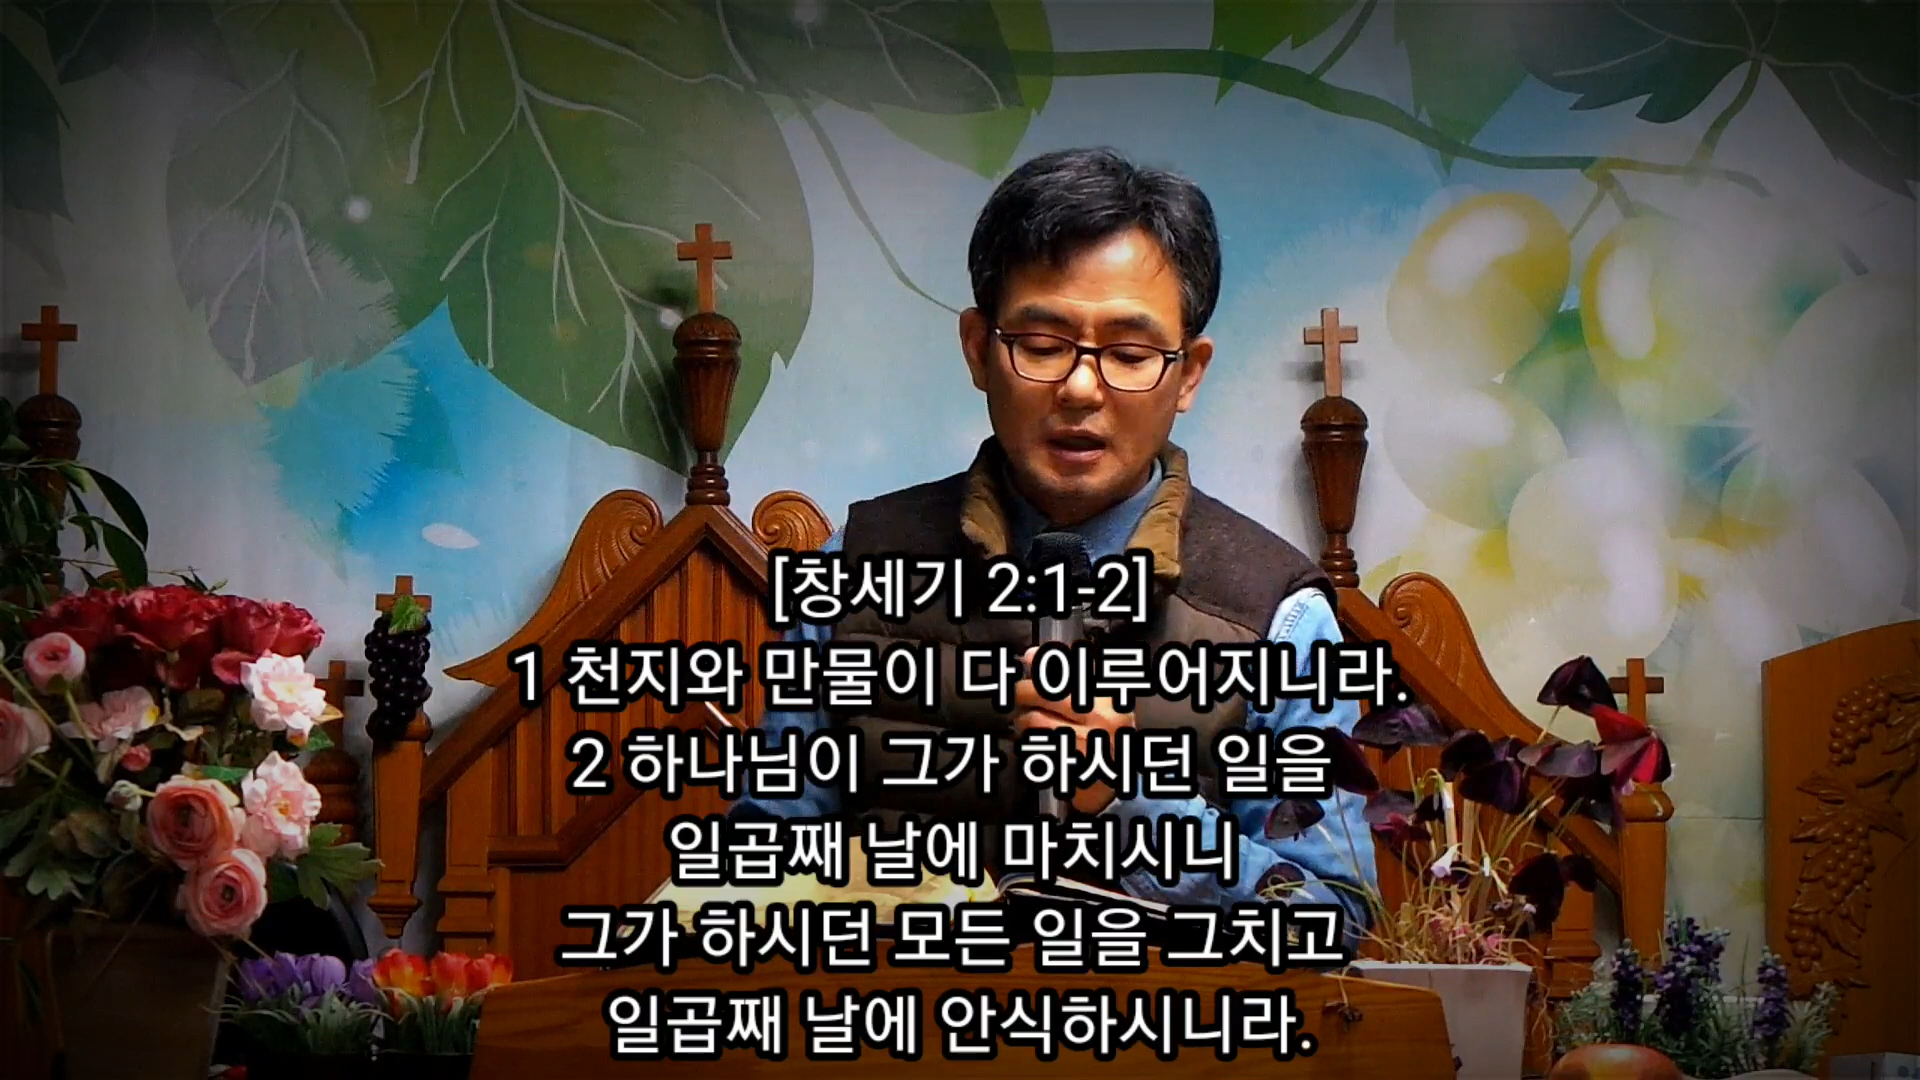 [창세기 2:1-2]
1 천지와 만물이 다 이루어지니라.
2 하나님이 그가 하시던 일을
일곱째 날에 마치시니
그가 하시던 모든 일을 그치고
일곱째 날에 안식하시니라.